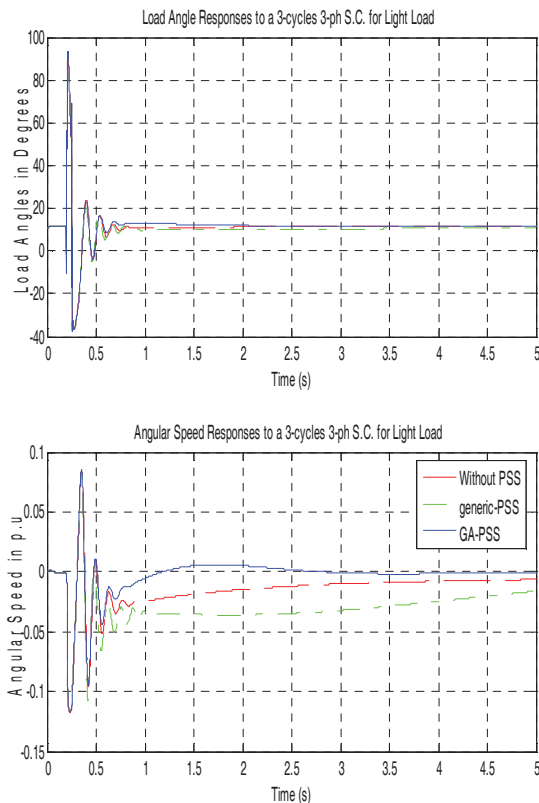 Load Angle Responses to a 3-cycles 3-ph S.C. for Light Load
Load Angles in Degrees
100
80
60
40
20
0
-20
-40
0 0.5 1 1.5 2 2.5 3 3.5 4 4.5 5
Time (s)
Angular Speed Responses to a 3-cycles 3-ph S.C. for Light Load
Angular Speed in p.u
0.1
0.05
0
-0.05
-0.1
-0.15
Without PSS
generic-PSS
GA-PSS
0 0.5 1 1.5 2 2.5 3 3.5 4 4.5 5
Time (s)